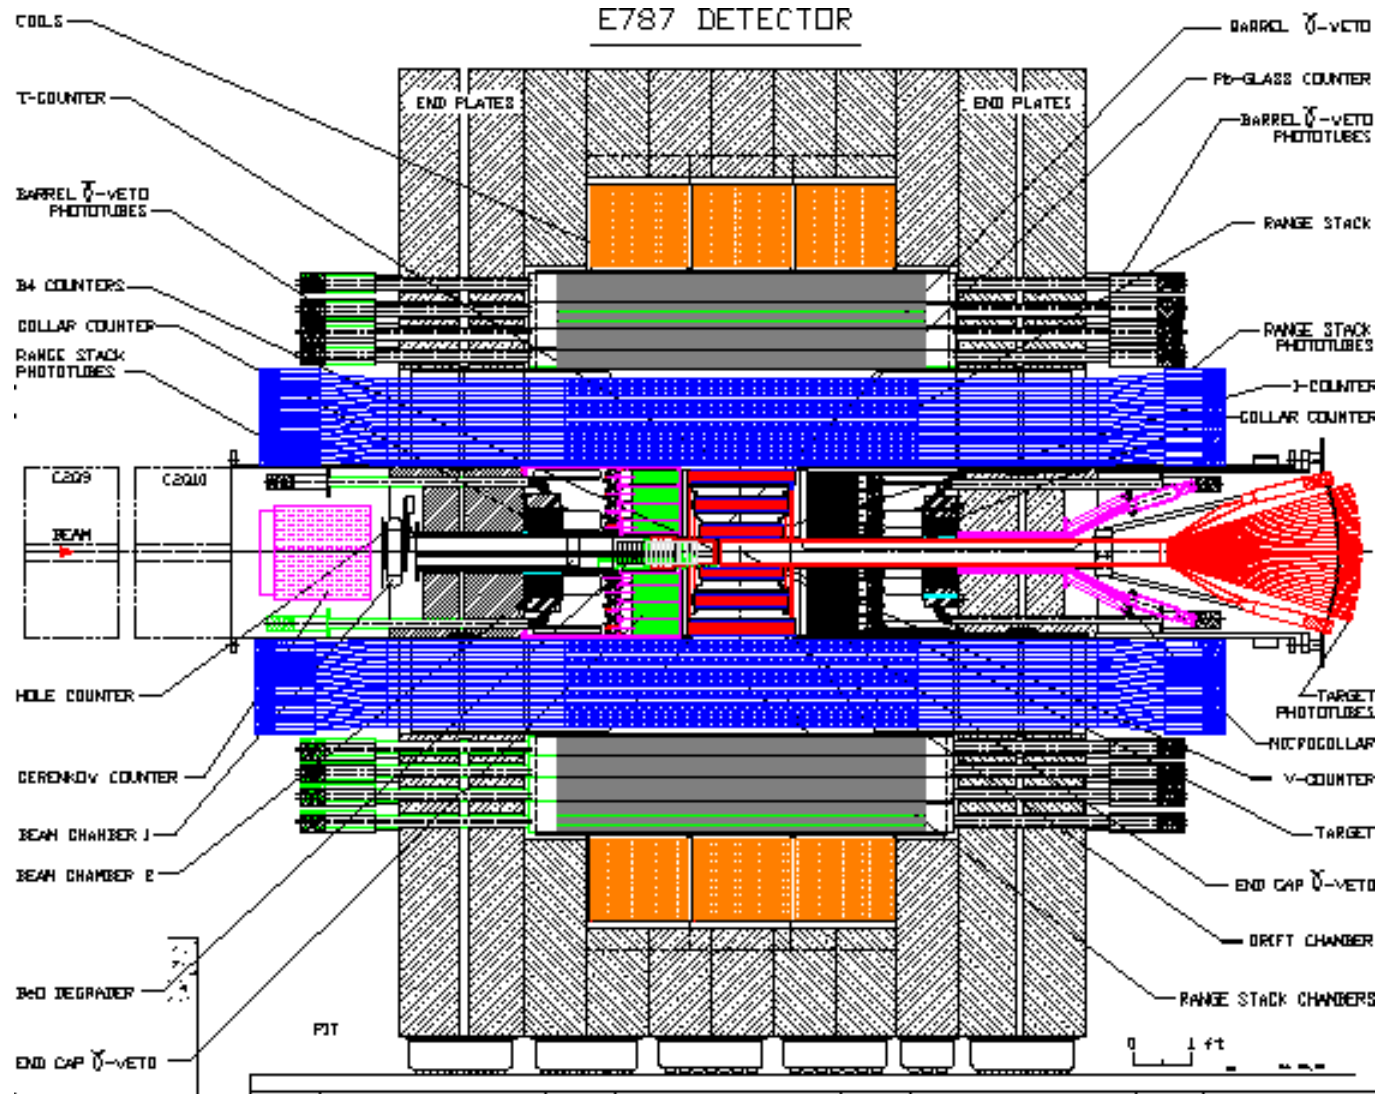 E787 DETECTOR
COILS
T-COUNTER
BARREL γ-VETO
PHOTOTUBES
B4 COUNTERS
COLLAR COUNTER
RANGE STACK
PHOTOTUBES
END PLATES
END PLATES
BARREL γ-VETO
Pb-GLASS COUNTER
BARREL γ-VETO
PHOTOTUBES
RANGE STACK
RANGE STACK
PHOTOTUBES
I-COUNTER
COLLAR COUNTER
C2Q9
C2Q10
BEAM
HOLE COUNTER
CERENKOV COUNTER
BEAM CHAMBER 1
BEAM CHAMBER 2
BeO DEGRADER
END CAP γ-VETO
PIT
TARGET
PHOTOTUBES
MICROCOLLAR
V-COUNTER
TARGET
END CAP γ-VETO
DRIFT CHAMBER
RANGE STACK CHAMBERS
0 1 ft